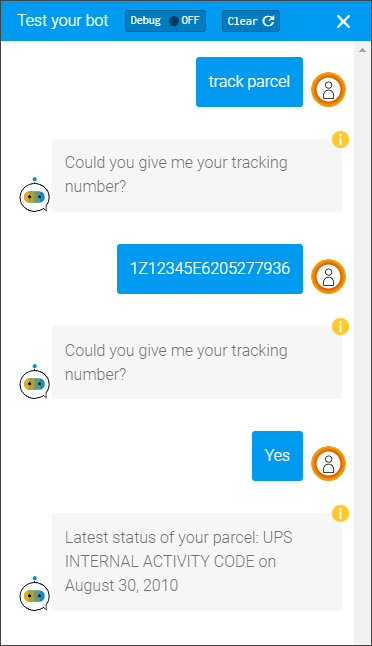 Test your bot Debug OFF Clear
track parcel
Could you give me your tracking
number?
1Z12345E6205277936
Could you give me your tracking
number?
Yes
Latest status of your parcel: UPS
INTERNAL ACTIVITY CODE on
August 30, 2010